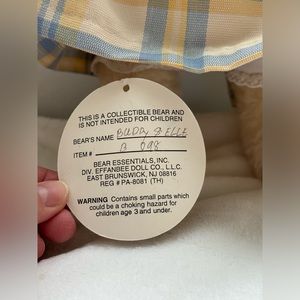 THIS IS A COLLECTIBLE BEAR AND
IS NOT INTENDED FOR CHILDREN
BEAR'S NAME
ITEM # B 098
BEAR ESSENTIALS, INC.
DIV. EFFANBEE DOLL CO., L.L.C.
EAST BRUNSWICK, NJ 08816
REG # PA-8081 (TH)
WARNING Contains small parts which
could be a choking hazard for
children age 3 and under.